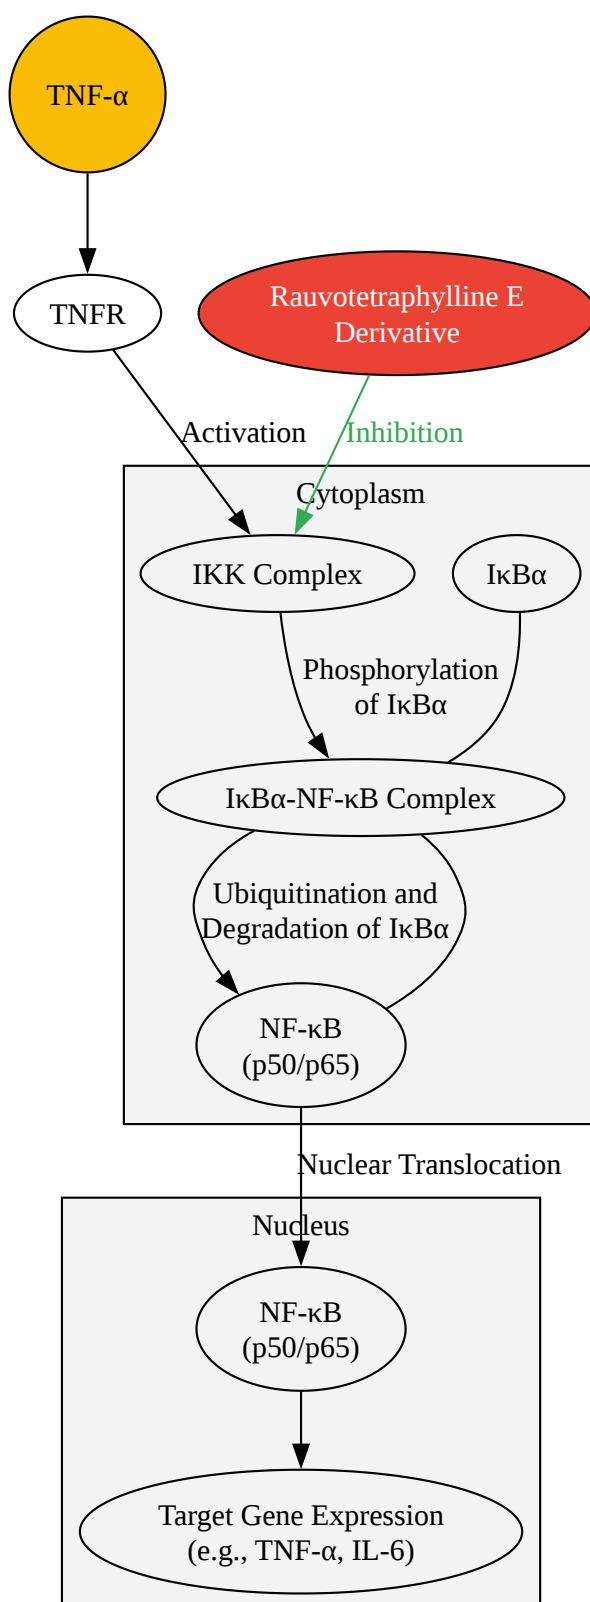 TNF-α
TNFR
Rauvotetraphylline E
Derivative
Activation
Inhibition
Cytoplasm
IKK Complex
IκBα
Phosphorylation
of IκBα
IκBα-NF-κB Complex
Ubiquitination and
Degradation of IκBα
NF-κB
(p50/p65)
Nuclear Translocation
Nucleus
NF-κB
(p50/p65)
Target Gene Expression
(e.g., TNF-α, IL-6)